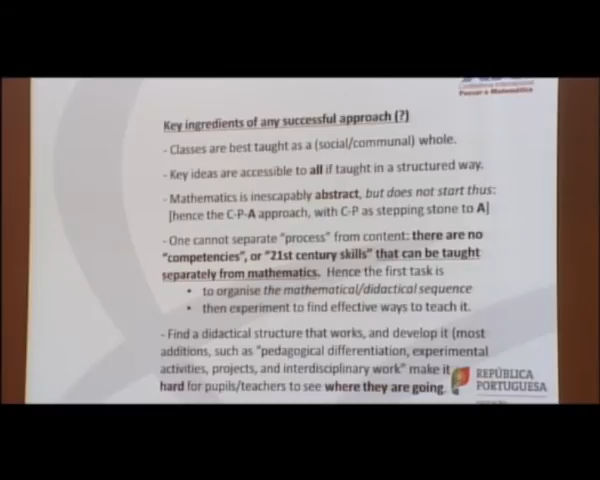 Conferência Internacional
Pensar a Matemática
Key ingredients of any successful approach (?)
- Classes are best taught as a (social/communal) whole.
- Key ideas are accessible to all if taught in a structured way.
- Mathematics is inescapably abstract, but does not start thus:
[hence the C-P-A approach, with C-P as stepping stone to A]
- One cannot separate "process" from content: there are no
"competencies", or "21st century skills" that can be taught
separately from mathematics. Hence the first task is
• to organise the mathematical/didactical sequence
• then experiment to find effective ways to teach it.
- Find a didactical structure that works, and develop it (most
additions, such as "pedagogical differentiation, experimental
activities, projects, and interdisciplinary work" make it
hard for pupils/teachers to see where they are going.
REPÚBLICA
PORTUGUESA